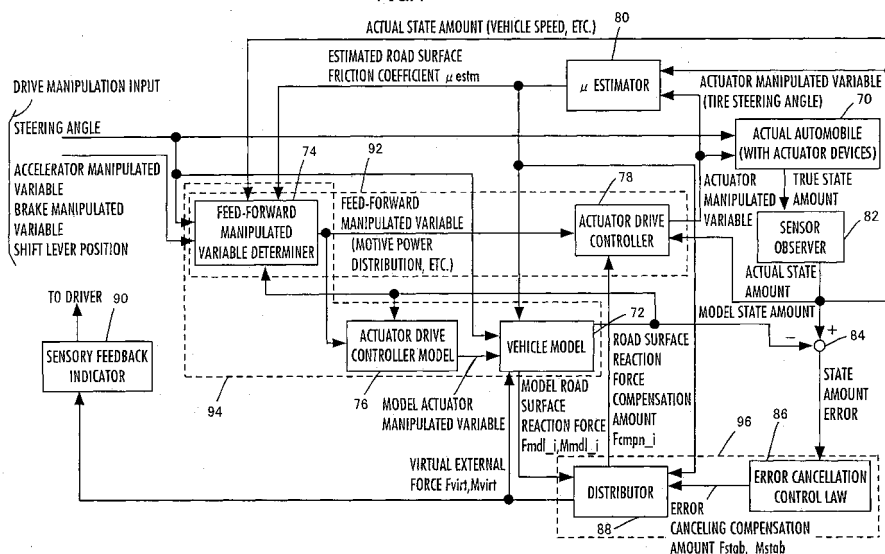 ACTUAL STATE AMOUNT (VEHICLE SPEED, ETC.)
80
ESTIMATED ROAD SURFACE
FRICTION COEFFICIENT μ estm
μ ESTIMATOR
ACTUATOR MANIPULATED VARIABLE
(TIRE STEERING ANGLE)
70
DRIVE MANIPULATION INPUT
STEERING ANGLE
ACTUAL AUTOMOBILE
(WITH ACTUATOR DEVICES)
74
92
78
ACCELERATOR MANIPULATED
VARIABLE
BRAKE MANIPULATED
VARIABLE
SHIFT LEVER POSITION
FEED-FORWARD
MANIPULATED
VARIABLE DETERMINER
FEED-FORWARD
MANIPULATED VARIABLE
(MOTIVE POWER
DISTRIBUTION, ETC.)
ACTUATOR DRIVE
CONTROLLER
ACTUATOR
MANIPULATED
VARIABLE
TRUE STATE
AMOUNT
82
SENSOR
OBSERVER
ACTUAL STATE
AMOUNT
MODEL STATE AMOUNT
TO DRIVER
90
SENSORY FEEDBACK
INDICATOR
ACTUATOR DRIVE
CONTROLLER MODEL
76
VEHICLE MODEL
72
ROAD SURFACE
REACTION
FORCE
COMPENSATION
AMOUNT
Fcmpn_i
+
−
84
94
MODEL ACTUATOR
MANIPULATED VARIABLE
MODEL ROAD
SURFACE
REACTION FORCE
Fmdl_i,Mmdl_i
STATE
AMOUNT
ERROR
96
86
VIRTUAL EXTERNAL
FORCE Fvirt,Mvirt
DISTRIBUTOR
88
ERROR CANCELLATION
CONTROL LAW
ERROR
CANCELING COMPENSATION
AMOUNT Fstab, Mstab